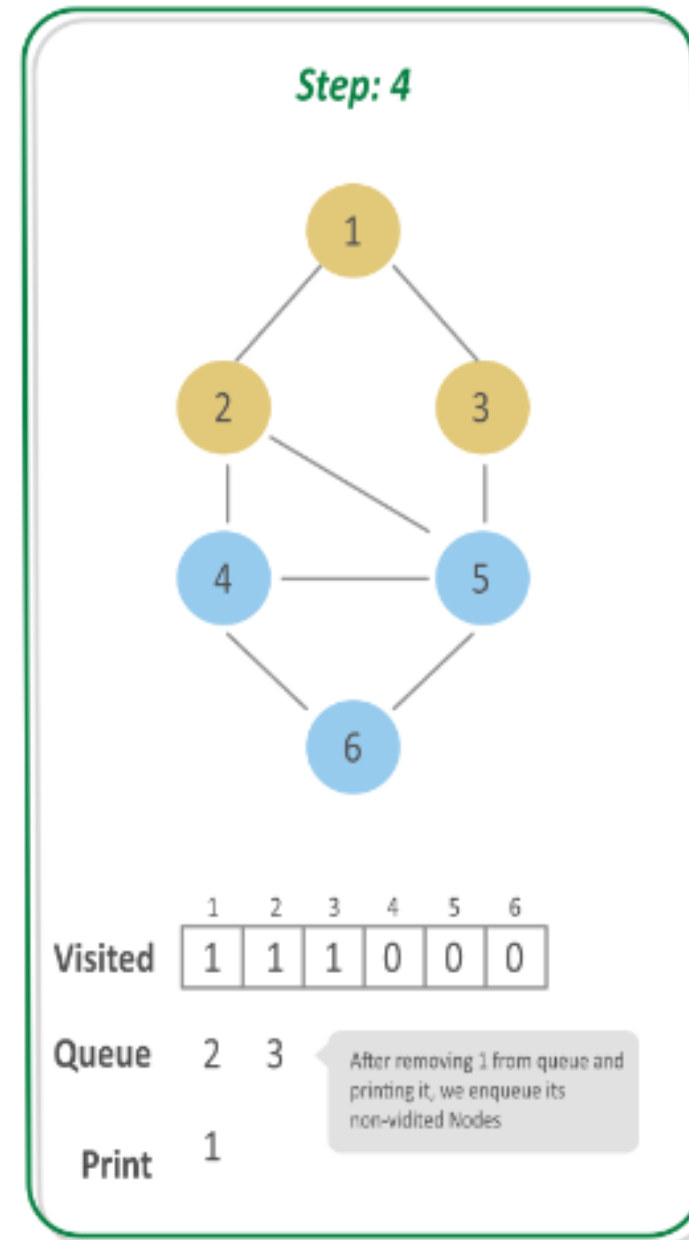 Step: 4
1
2 3
4 5
6
1 2 3 4 5 6
Visited 1 1 1 0 0 0
Queue 2 3
After removing 1 from queue and
printing it, we enqueue its
non-vidited Nodes
Print 1